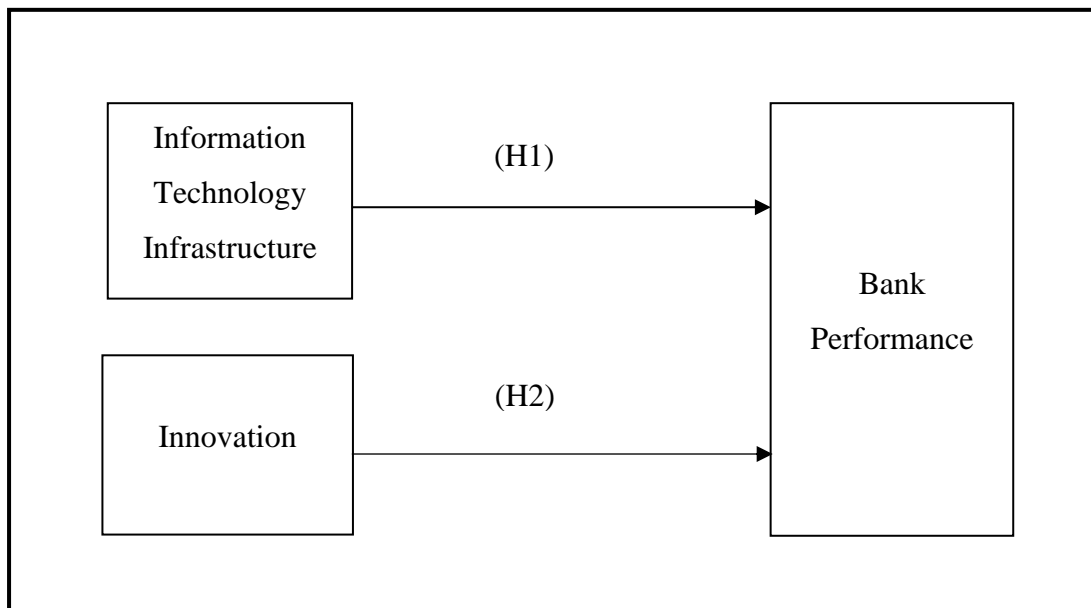 Information
Technology
Infrastructure
(H1)
Bank
Performance
(H2)
Innovation